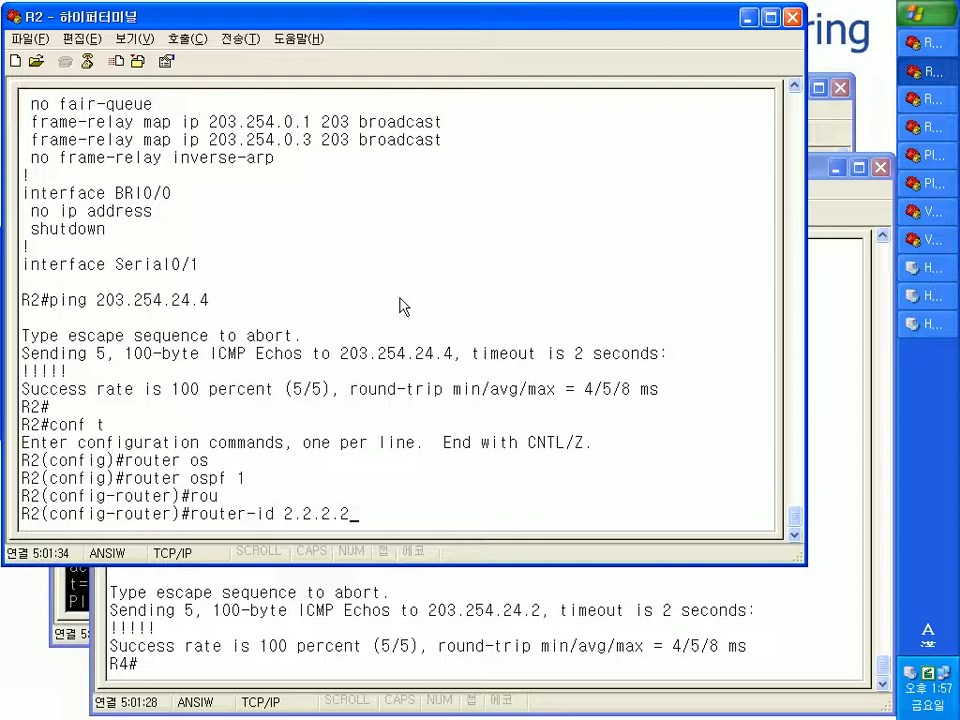 R2 - 하이퍼터미널
파일(F) 편집(E) 보기(V) 호출(C) 전송(T) 도움말(H)
no fair-queue
frame-relay map ip 203.254.0.1 203 broadcast
frame-relay map ip 203.254.0.3 203 broadcast
no frame-relay inverse-arp
!
interface BRI0/0
no ip address
shutdown
!
interface Serial0/1
R2#ping 203.254.24.4
Type escape sequence to abort.
Sending 5, 100-byte ICMP Echos to 203.254.24.4, timeout is 2 seconds:
!!!!!
Success rate is 100 percent (5/5), round-trip min/avg/max = 4/5/8 ms
R2#
R2#conf t
Enter configuration commands, one per line.  End with CNTL/Z.
R2(config)#router os
R2(config)#router ospf 1
R2(config-router)#rou
R2(config-router)#router-id 2.2.2.2_
연결 5:01:34 ANSIW TCP/IP SCROLL CAPS NUM 캡 에코
Type escape sequence to abort.
Sending 5, 100-byte ICMP Echos to 203.254.24.2, timeout is 2 seconds:
!!!!!
Success rate is 100 percent (5/5), round-trip min/avg/max = 4/5/8 ms
R4#
연결 5:01:28 ANSIW TCP/IP SCROLL CAPS NUM 캡 에코
t=
연결 5:
ring
R...
R...
R...
R...
Pl...
Pl...
V...
V...
H...
H...
H...
A
漢
오후 1:57
금요일